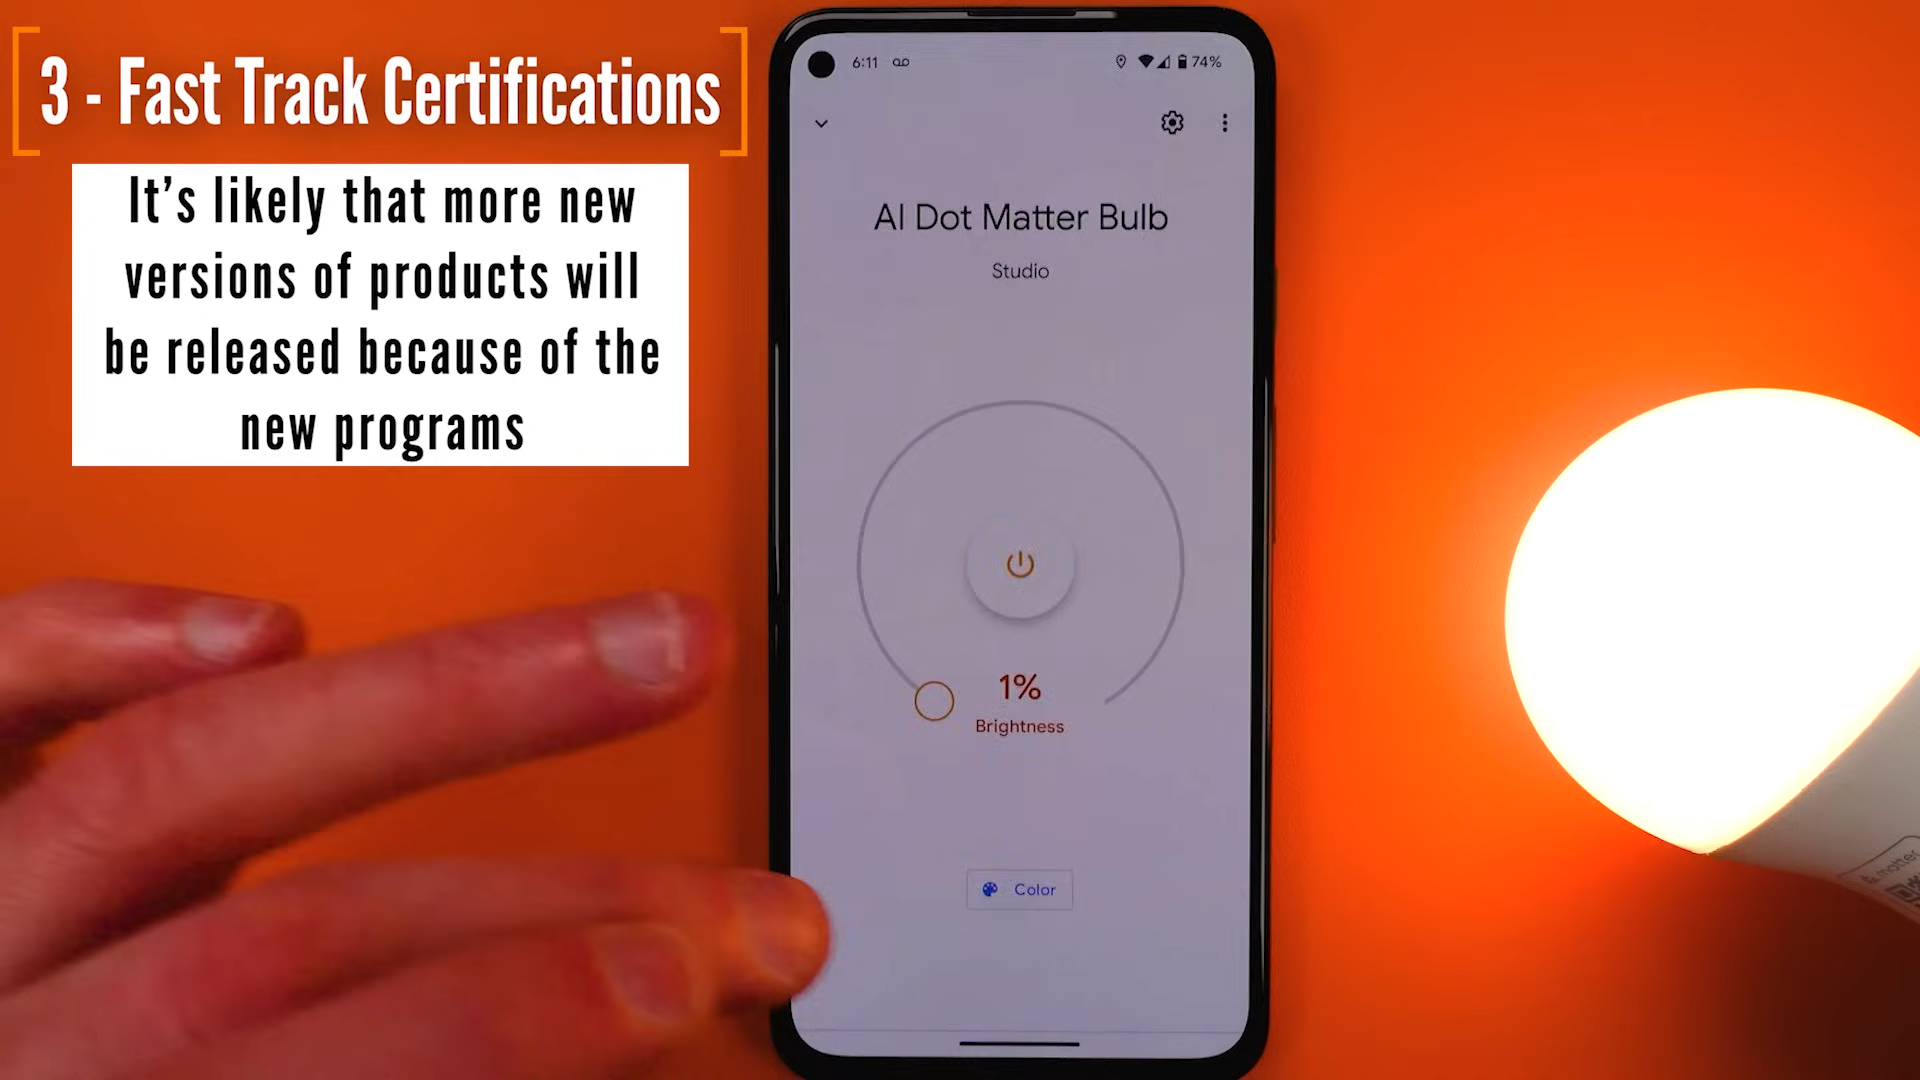 3 - Fast Track Certifications
It's likely that more new
versions of products will
be released because of the
new programs
6:11
74%
AI Dot Matter Bulb
Studio
1%
Brightness
Color
matter